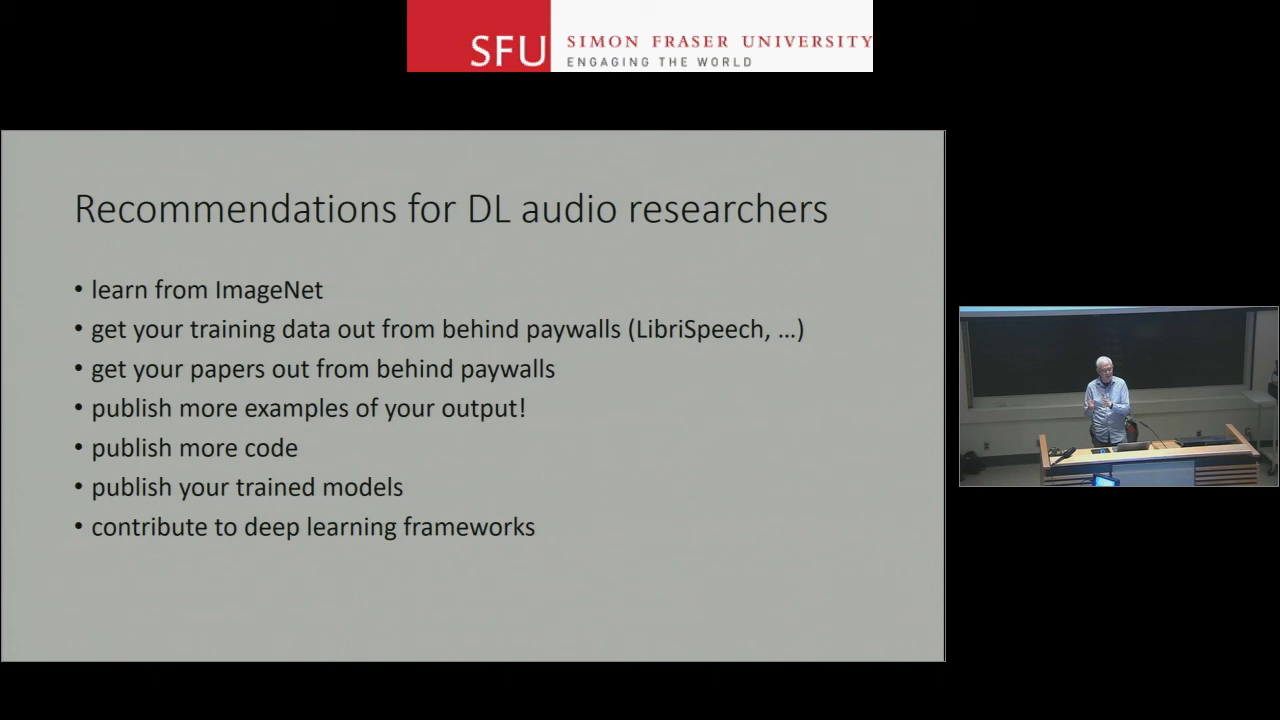 SFU
SIMON FRASER UNIVERSITY
ENGAGING THE WORLD
Recommendations for DL audio researchers
• learn from ImageNet
• get your training data out from behind paywalls (LibriSpeech, ...)
• get your papers out from behind paywalls
• publish more examples of your output!
• publish more code
• publish your trained models
• contribute to deep learning frameworks